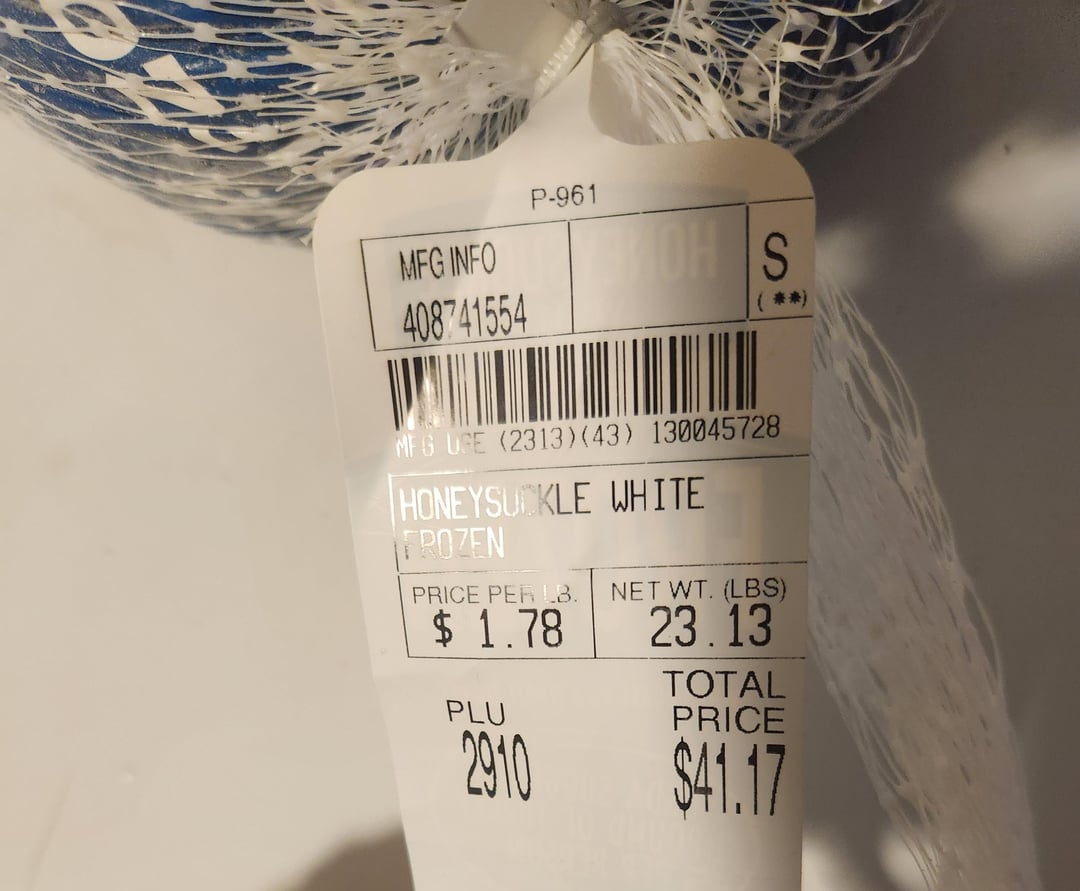 P-961
MFG INFO
408741554
S
(**)
MFG USE (2313)(43) 130045728
HONEYSUCKLE WHITE
FROZEN
PRICE PER LB.
$ 1.78
NET WT. (LBS)
23.13
PLU
2910
TOTAL
PRICE
$41.17